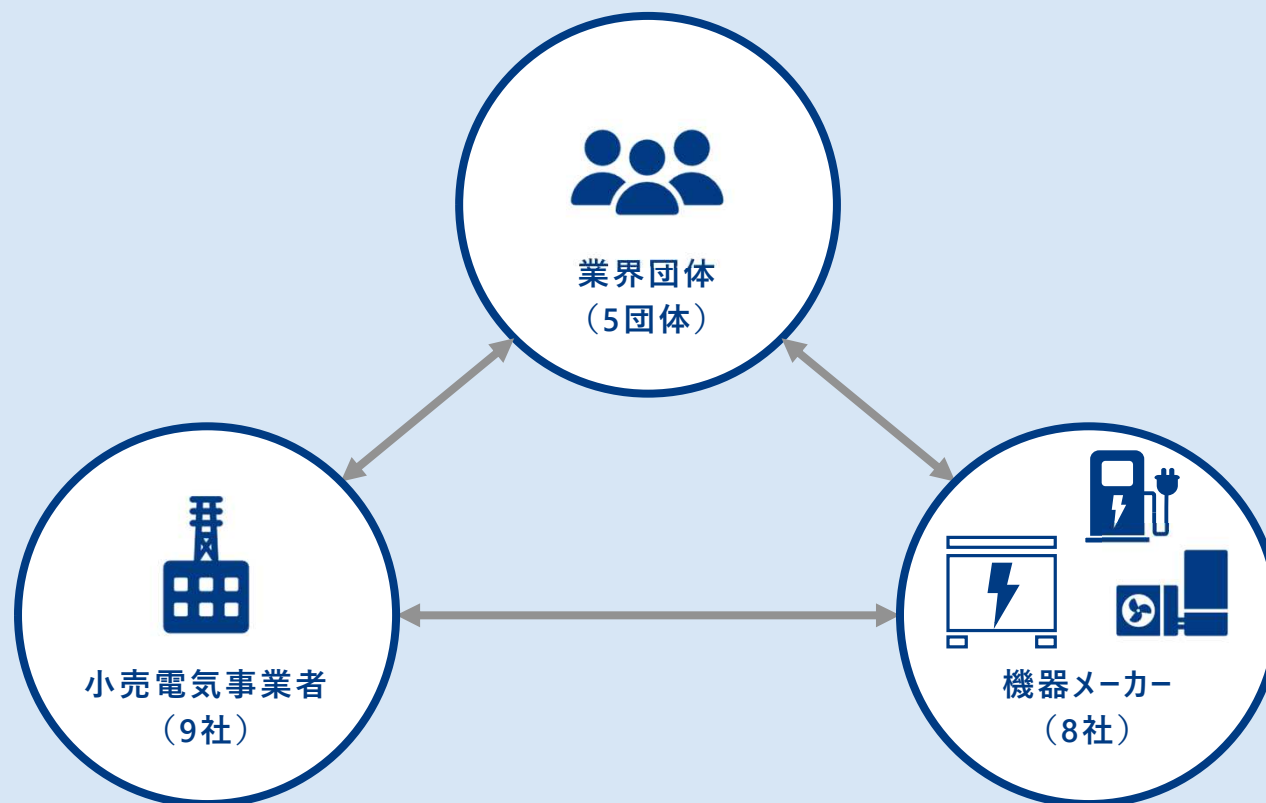 業界団体
（5団体）
小売電気事業者
（9社）
機器メーカー
（8社）